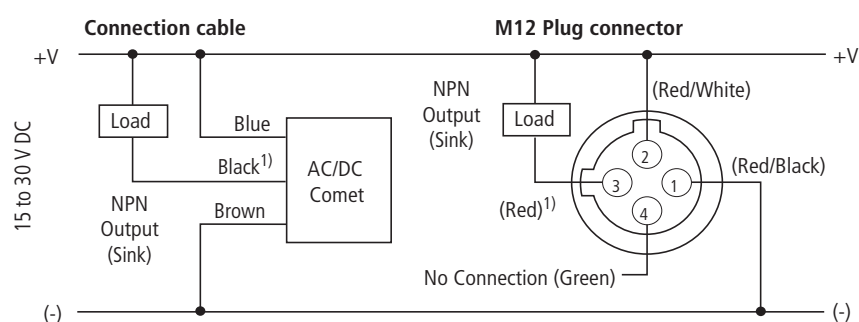 Connection cable
M12 Plug connector
+V
+V
15 to 30 V DC
Load
Blue
Black1)
Brown
NPN
Output
(Sink)
AC/DC
Comet
NPN
Output
(Sink)
Load
(Red/White)
(Red/Black)
2
3
1
4
(Red)1)
No Connection (Green)
(-)
(-)